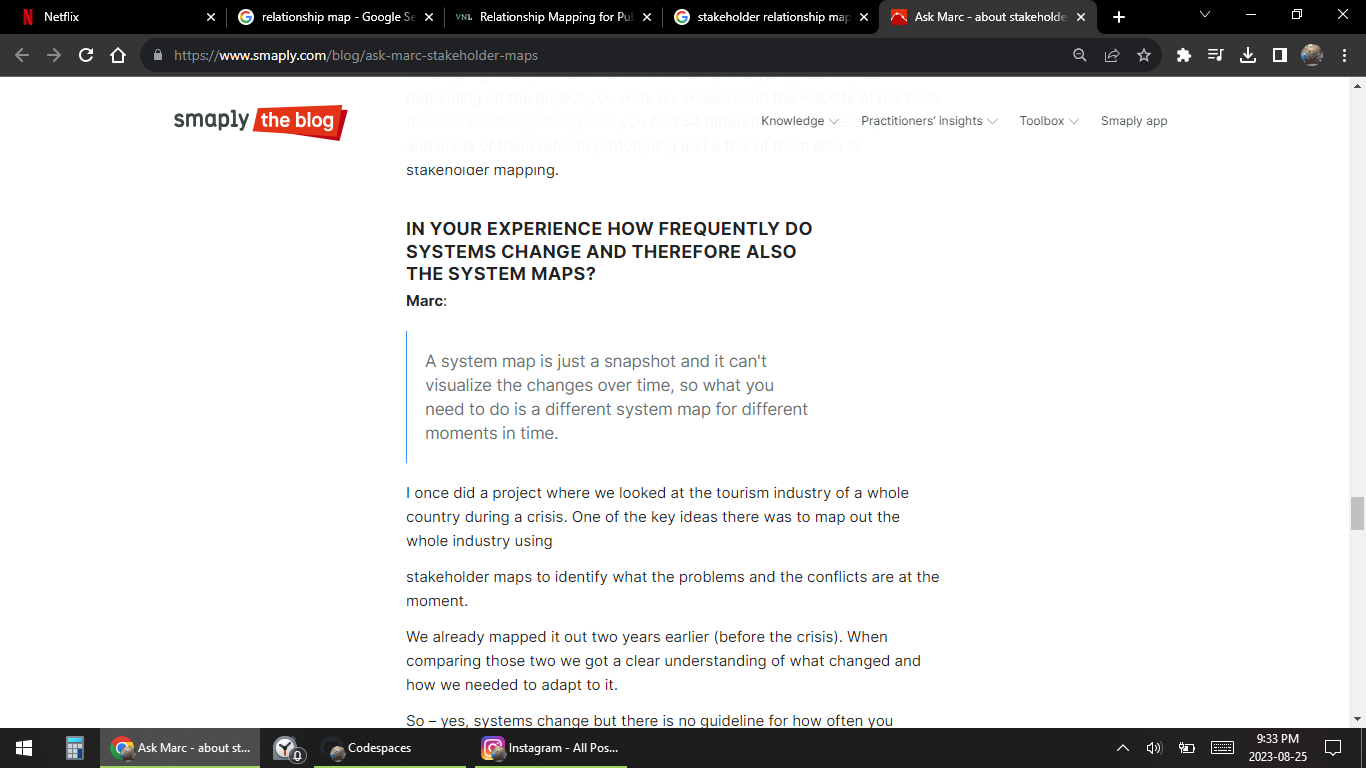 Netflix
relationship map - Google Se
VNL Relationship Mapping for Pul
stakeholder relationship map
Ask Marc - about stakeholde
https://www.smaply.com/blog/ask-marc-stakeholder-maps
depending on the project you work on. However on the website of our book
smaply the blog
Knowledge
Practitioners' insights
Toolbox
Smaply app
thisisservicedesigndoing.com you find 54 different
and loads of them refer to prototyping and a few of them also to
stakeholder mapping.
IN YOUR EXPERIENCE HOW FREQUENTLY DO
SYSTEMS CHANGE AND THEREFORE ALSO
THE SYSTEM MAPS?
Marc:
A system map is just a snapshot and it can't
visualize the changes over time, so what you
need to do is a different system map for different
moments in time.
I once did a project where we looked at the tourism industry of a whole
country during a crisis. One of the key ideas there was to map out the
whole industry using
stakeholder maps to identify what the problems and the conflicts are at the
moment.
We already mapped it out two years earlier (before the crisis). When
comparing those two we got a clear understanding of what changed and
how we needed to adapt to it.
So – yes, systems change but there is no guideline for how often you
Ask Marc - about st...
0
Codespaces
Instagram - All Pos...
9:33 PM
2023-08-25